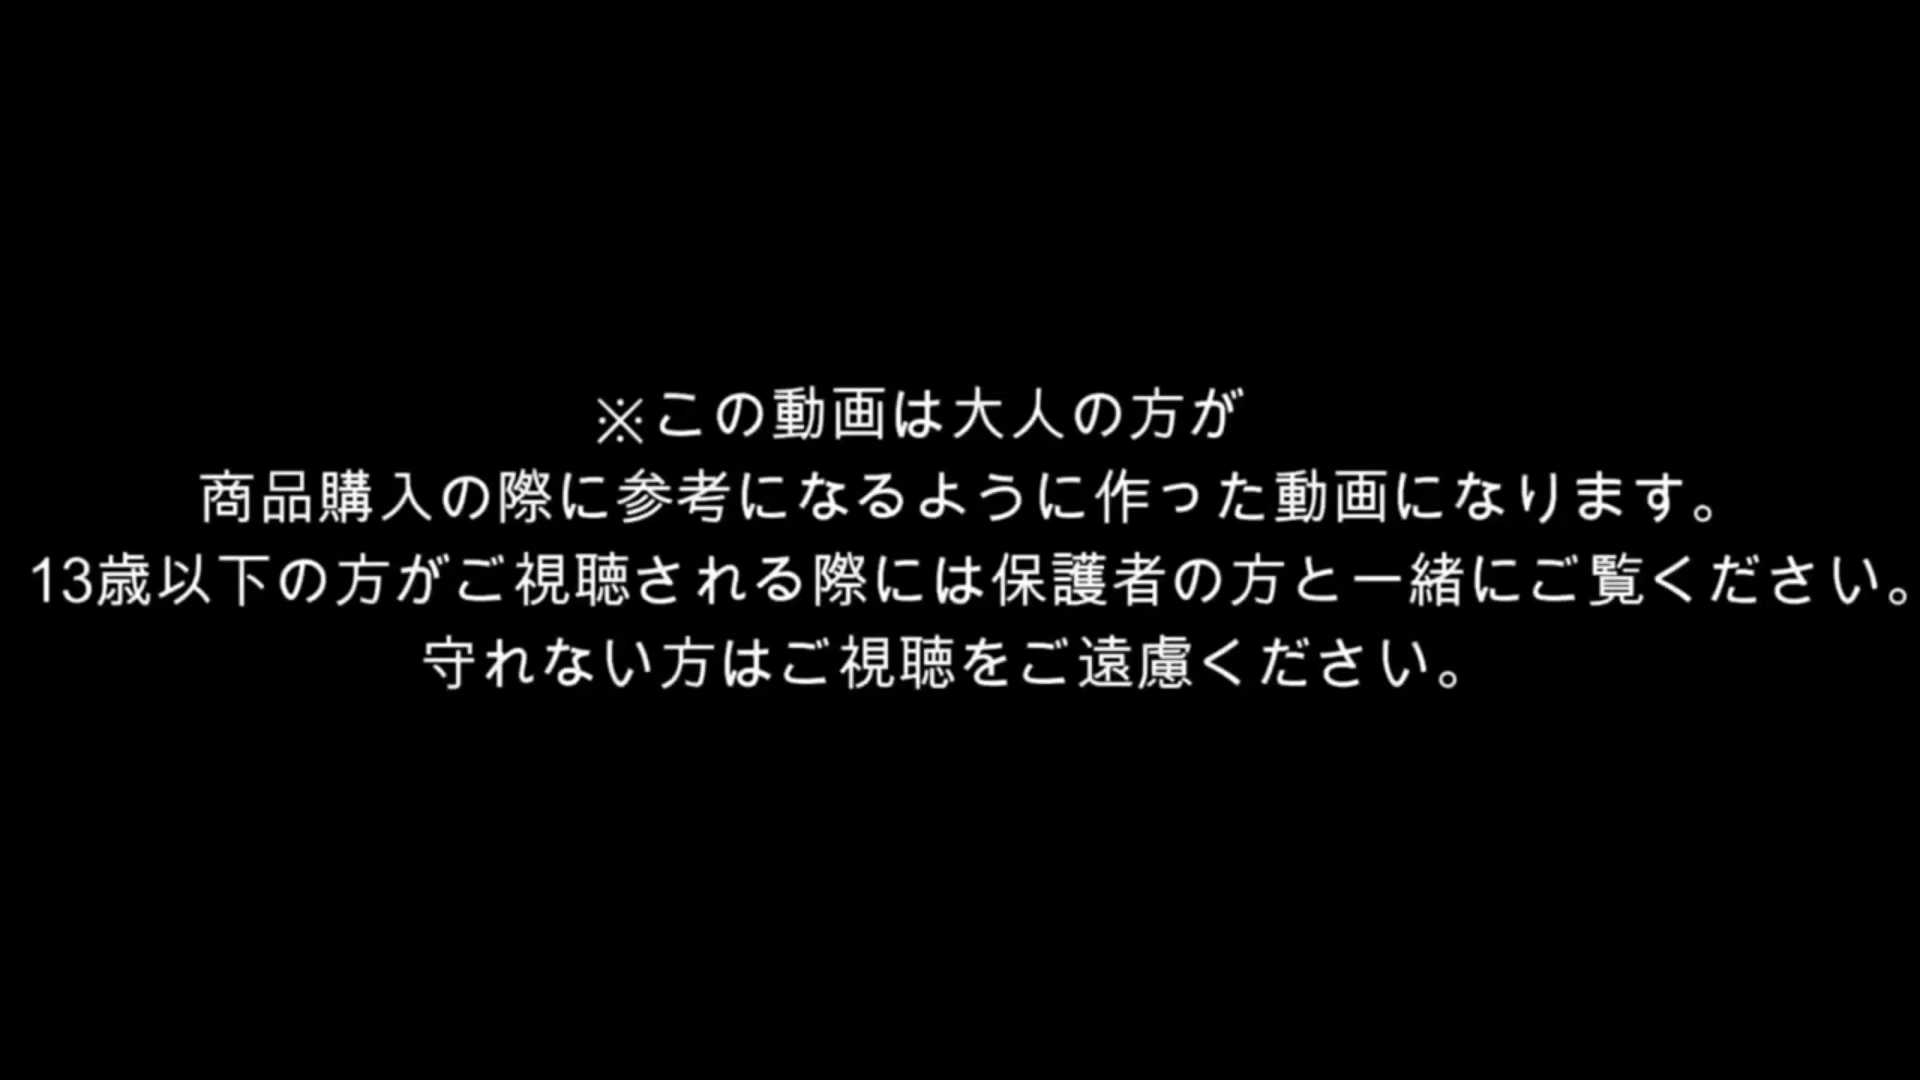 ※この動画は大人の方が
商品購入の際に参考になるように作った動画になります。
13歳以下の方がご視聴される際には保護者の方と一緒にご覧ください。
守れない方はご視聴をご遠慮ください。